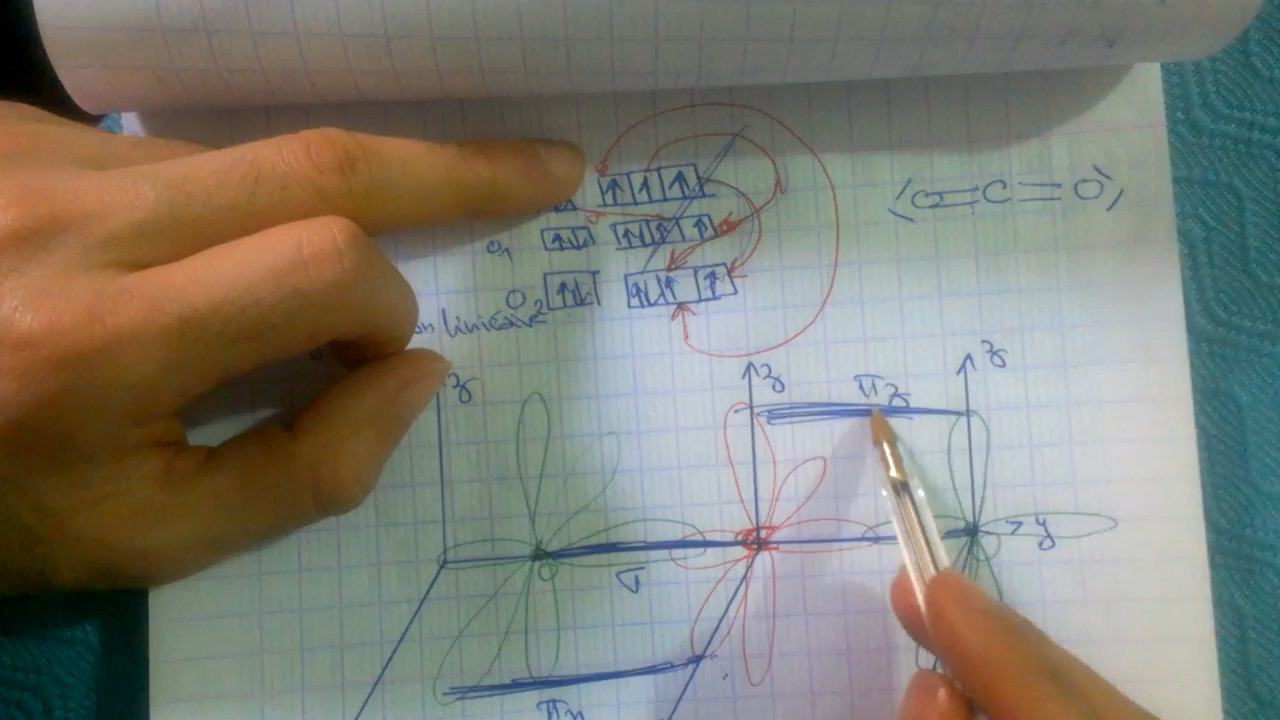 ⟨O=C=O⟩
O₁
O₂
linéaire
z
z
z
πz
y
O
σ
πx